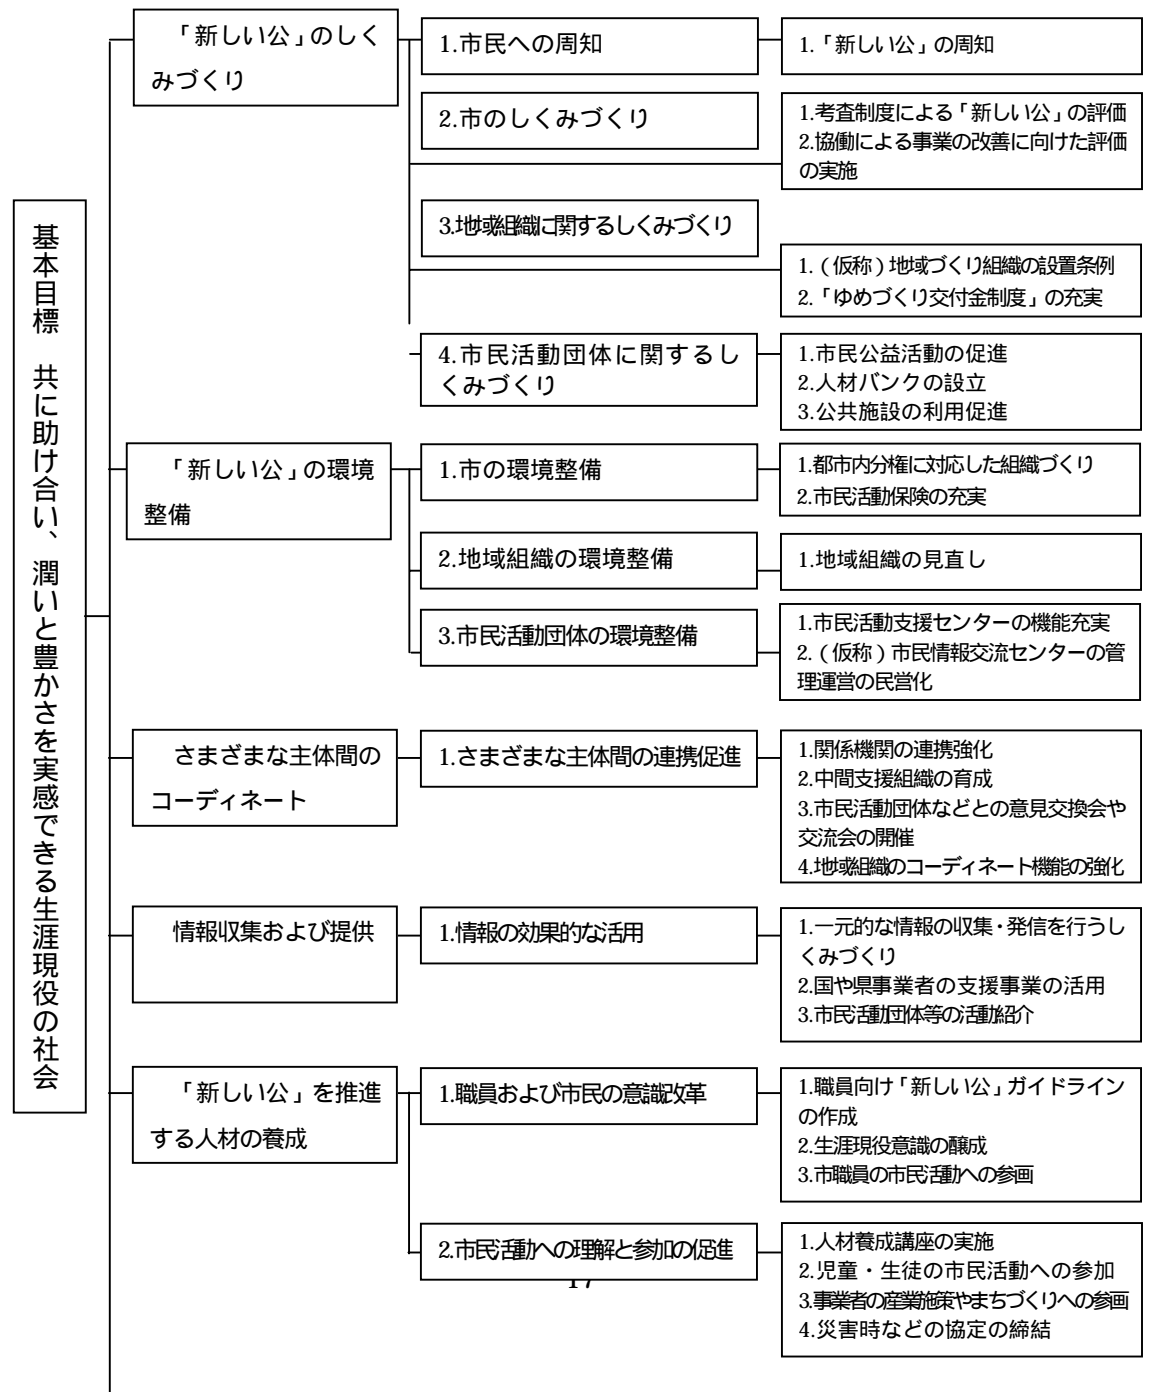 基本目標　共に助け合い、潤いと豊かさを実感できる生涯現役の社会
「新しい公」のしく
みづくり
1.市民への周知
1.「新しい公」の周知
2.市のしくみづくり
1.考査制度による「新しい公」の評価
2.協働による事業の改善に向けた評価
の実施
3.地域組織に関するしくみづくり
1.（仮称）地域づくり組織の設置条例
2.「ゆめづくり交付金制度」の充実
4.市民活動団体に関するし
くみづくり
1.市民公益活動の促進
2.人材バンクの設立
3.公共施設の利用促進
「新しい公」の環境
整備
1.市の環境整備
1.都市内分権に対応した組織づくり
2.市民活動保険の充実
2.地域組織の環境整備
1.地域組織の見直し
3.市民活動団体の環境整備
1.市民活動支援センターの機能充実
2.（仮称）市民情報交流センターの管
理運営の民営化
さまざまな主体間の
コーディネート
1.さまざまな主体間の連携促進
1.関係機関の連携強化
2.中間支援組織の育成
3.市民活動団体などとの意見交換会や
交流会の開催
4.地域組織のコーディネート機能の強化
情報収集および提供
1.情報の効果的な活用
1.一元的な情報の収集・発信を行うし
くみづくり
2.国や県事業者の支援事業の活用
3.市民活動団体等の活動紹介
「新しい公」を推進
する人材の養成
1.職員および市民の意識改革
1.職員向け「新しい公」ガイドライン
の作成
2.生涯現役意識の醸成
3.市職員の市民活動への参画
2.市民活動への理解と参加の促進
1.人材養成講座の実施
2.児童・生徒の市民活動への参加
3.事業者の産業施策やまちづくりへの参画
4.災害時などの協定の締結